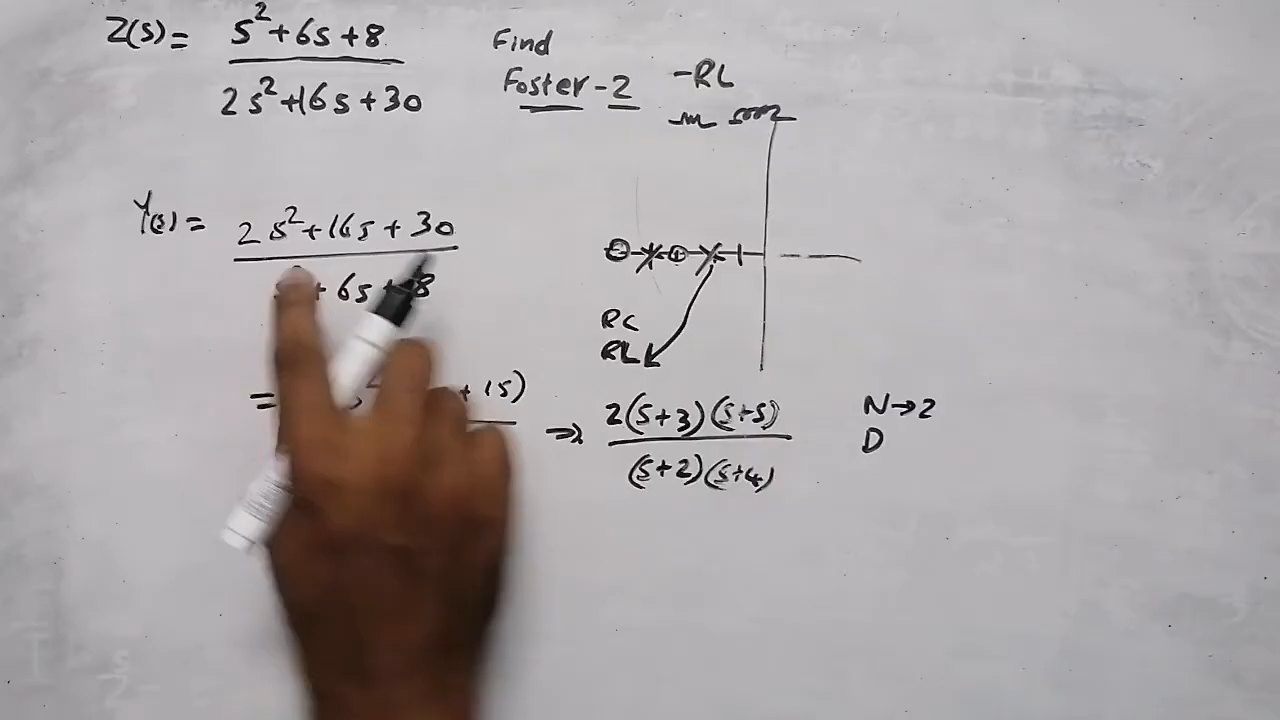 Z(s) = s²+6s+8
2s²+16s+30
Find
Foster-2 -RL
Y(s) = 2s²+16s+30
+ 6s + 8
RC
RL
= + 15)
⇒ 2(s+3)(s+5)
(s+2)(s+4)
N→2
D